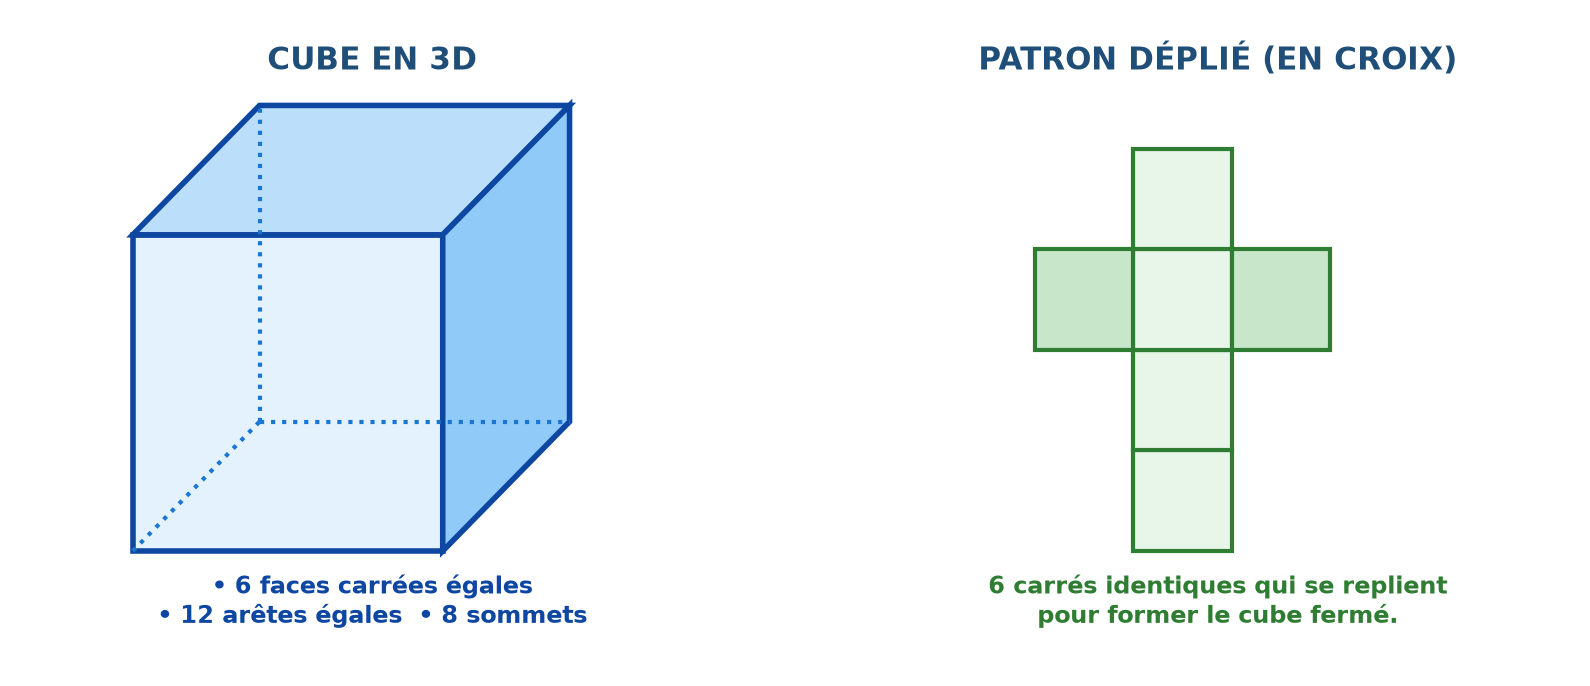 CUBE EN 3D
• 6 faces carrées égales
• 12 arêtes égales • 8 sommets
PATRON DÉPLIÉ (EN CROIX)
6 carrés identiques qui se replient
pour former le cube fermé.